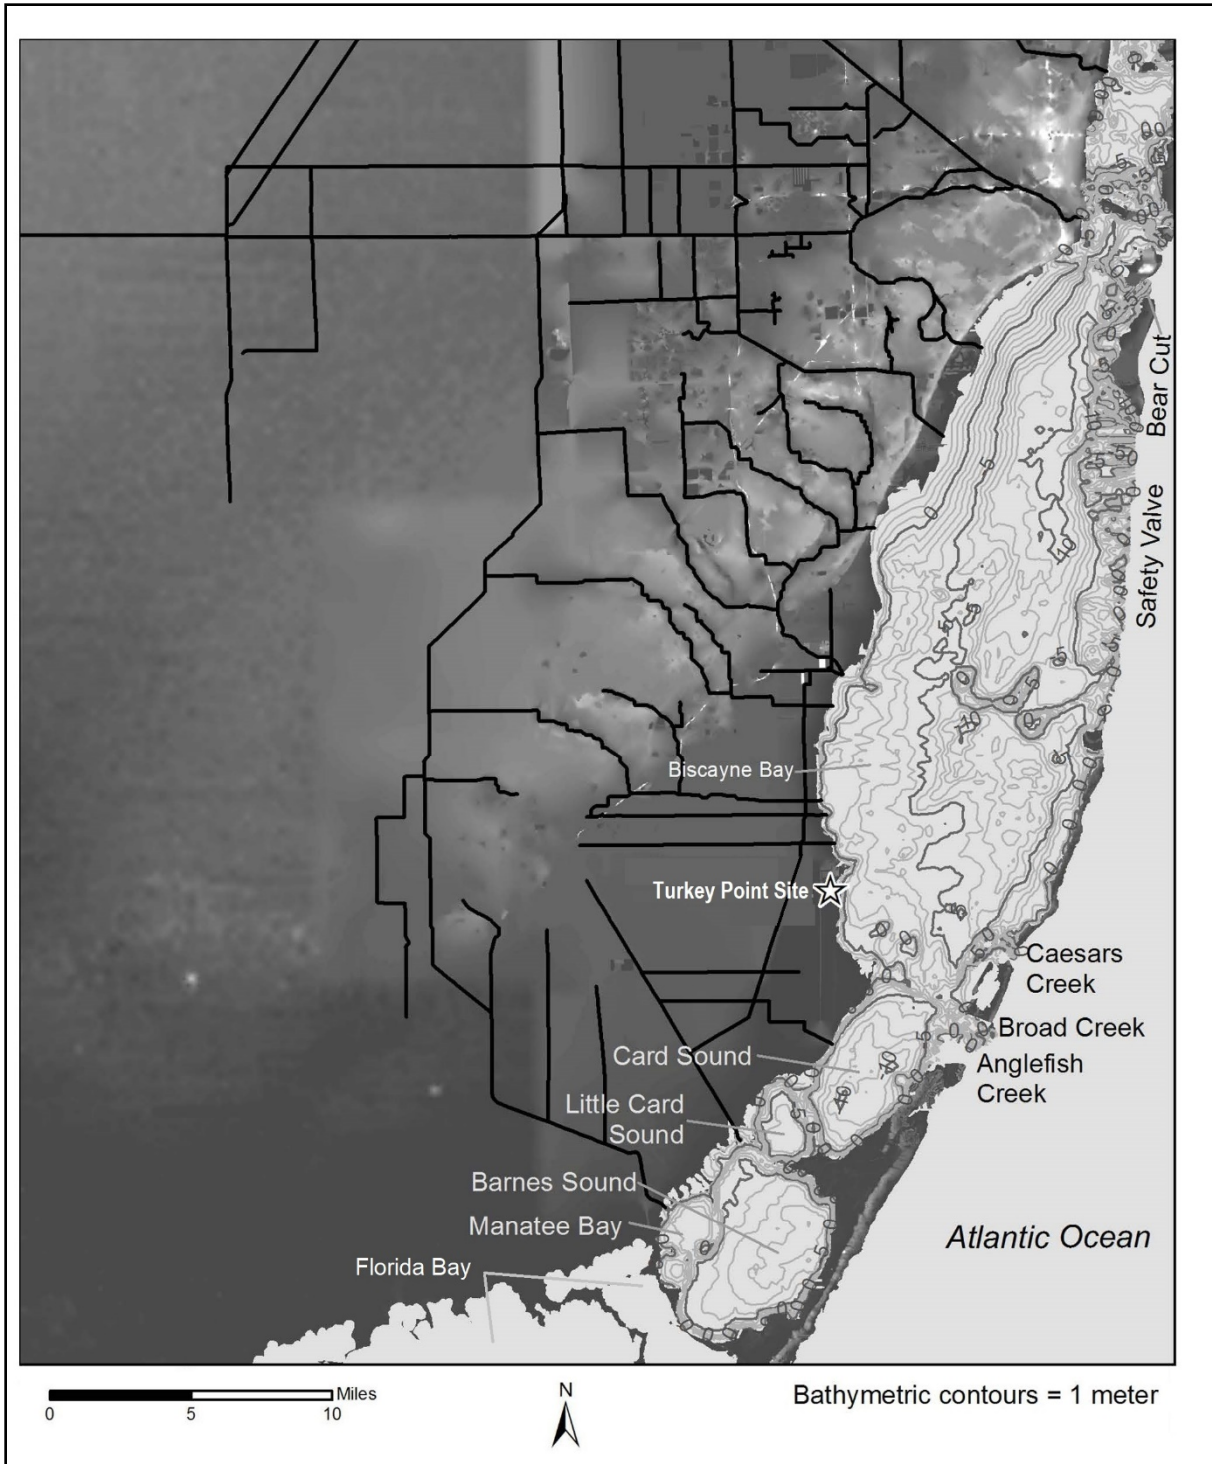 Bear Cut
Safety Valve
Biscayne Bay
Turkey Point Site
Caesars
Creek
Broad Creek
Card Sound
Anglefish
Creek
Little Card
Sound
Barnes Sound
Manatee Bay
Atlantic Ocean
Florida Bay
Miles
0 5 10
N
Bathymetric contours = 1 meter